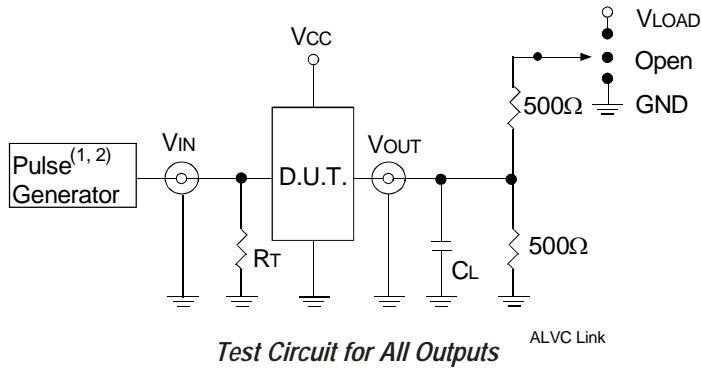 VLOAD
VCC
Open
500Ω
GND
VIN
VOUT
Pulse(1, 2)
Generator
D.U.T.
RT
CL
500Ω
Test Circuit for All Outputs
ALVC Link